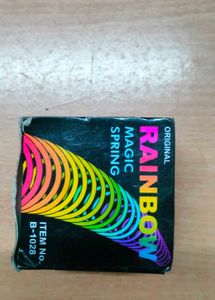 ORIGINAL
RAINBOW
MAGIC
SPRING
ITEM No.
B-1028